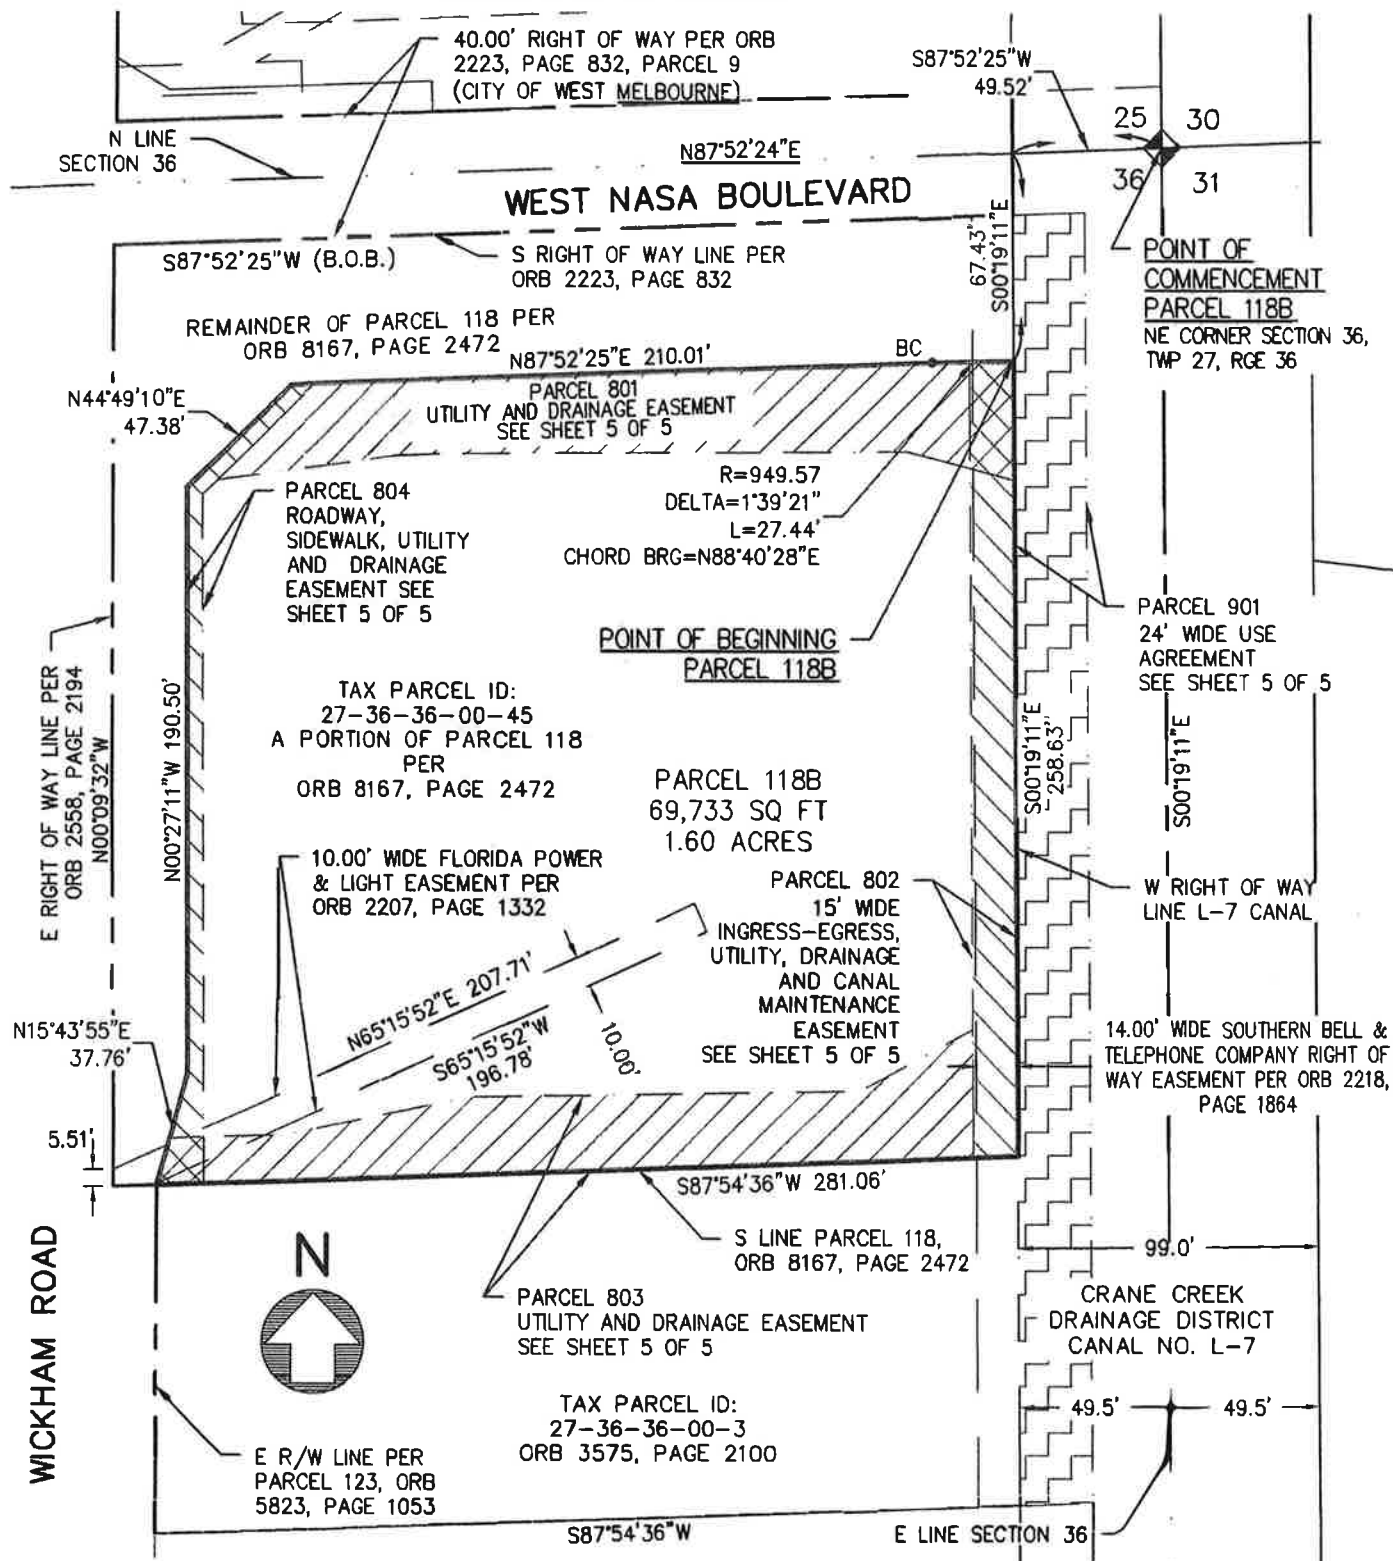 40.00' RIGHT OF WAY PER ORB
2223, PAGE 832, PARCEL 9
(CITY OF WEST MELBOURNE)
S87°52'25"W
49.52'
25
30
36
31
N LINE
SECTION 36
N87°52'24"E
WEST NASA BOULEVARD
S87°52'25"W (B.O.B.)
S RIGHT OF WAY LINE PER
ORB 2223, PAGE 832
67.43'
S00°19'11"E
POINT OF
COMMENCEMENT
PARCEL 118B
NE CORNER SECTION 36,
TWP 27, RGE 36
REMAINDER OF PARCEL 118 PER
ORB 8167, PAGE 2472
N87°52'25"E 210.01'
BC
N44°49'10"E
47.38'
PARCEL 801
UTILITY AND DRAINAGE EASEMENT
SEE SHEET 5 OF 5
R=949.57
DELTA=1°39'21"
L=27.44'
CHORD BRG=N88°40'28"E
PARCEL 804
ROADWAY,
SIDEWALK, UTILITY
AND DRAINAGE
EASEMENT SEE
SHEET 5 OF 5
POINT OF BEGINNING
PARCEL 118B
PARCEL 901
24' WIDE USE
AGREEMENT
SEE SHEET 5 OF 5
E RIGHT OF WAY LINE PER
ORB 2558, PAGE 2194
N00°09'32"W
N00°27'11"W 190.50'
TAX PARCEL ID:
27-36-36-00-45
A PORTION OF PARCEL 118
PER
ORB 8167, PAGE 2472
PARCEL 118B
69,733 SQ FT
1.60 ACRES
S00°19'11"E
258.63'
S00°19'11"E
10.00' WIDE FLORIDA POWER
& LIGHT EASEMENT PER
ORB 2207, PAGE 1332
PARCEL 802
15' WIDE
INGRESS-EGRESS,
UTILITY, DRAINAGE
AND CANAL
MAINTENANCE
EASEMENT
SEE SHEET 5 OF 5
W RIGHT OF WAY
LINE L-7 CANAL
N65°15'52"E 207.71'
S65°15'52"W
196.78'
10.00'
N15°43'55"E
37.76'
14.00' WIDE SOUTHERN BELL &
TELEPHONE COMPANY RIGHT OF
WAY EASEMENT PER ORB 2218,
PAGE 1864
5.51'
S87°54'36"W 281.06'
S LINE PARCEL 118,
ORB 8167, PAGE 2472
N
WICKHAM ROAD
PARCEL 803
UTILITY AND DRAINAGE EASEMENT
SEE SHEET 5 OF 5
99.0'
CRANE CREEK
DRAINAGE DISTRICT
CANAL NO. L-7
49.5'
49.5'
TAX PARCEL ID:
27-36-36-00-3
ORB 3575, PAGE 2100
E R/W LINE PER
PARCEL 123, ORB
5823, PAGE 1053
S87°54'36"W
E LINE SECTION 36